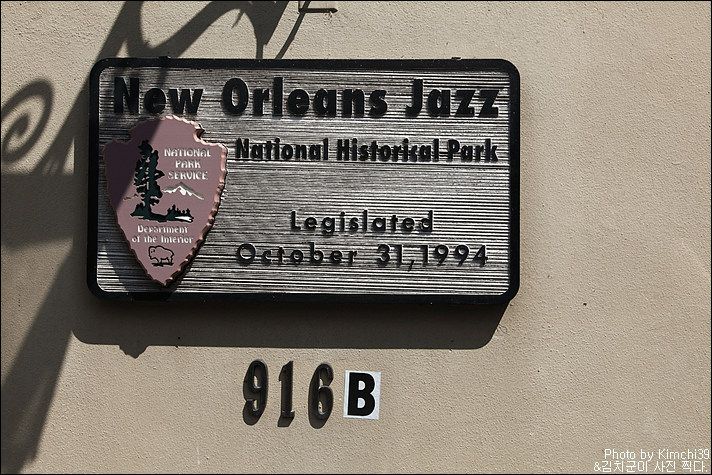 New Orleans Jazz
National Historical Park
NATIONAL
PARK
SERVICE
Department
of the Interior
Legislated
October 31, 1994
916 B
Photo by Kimchi39
&김치군이 사진 찍다.